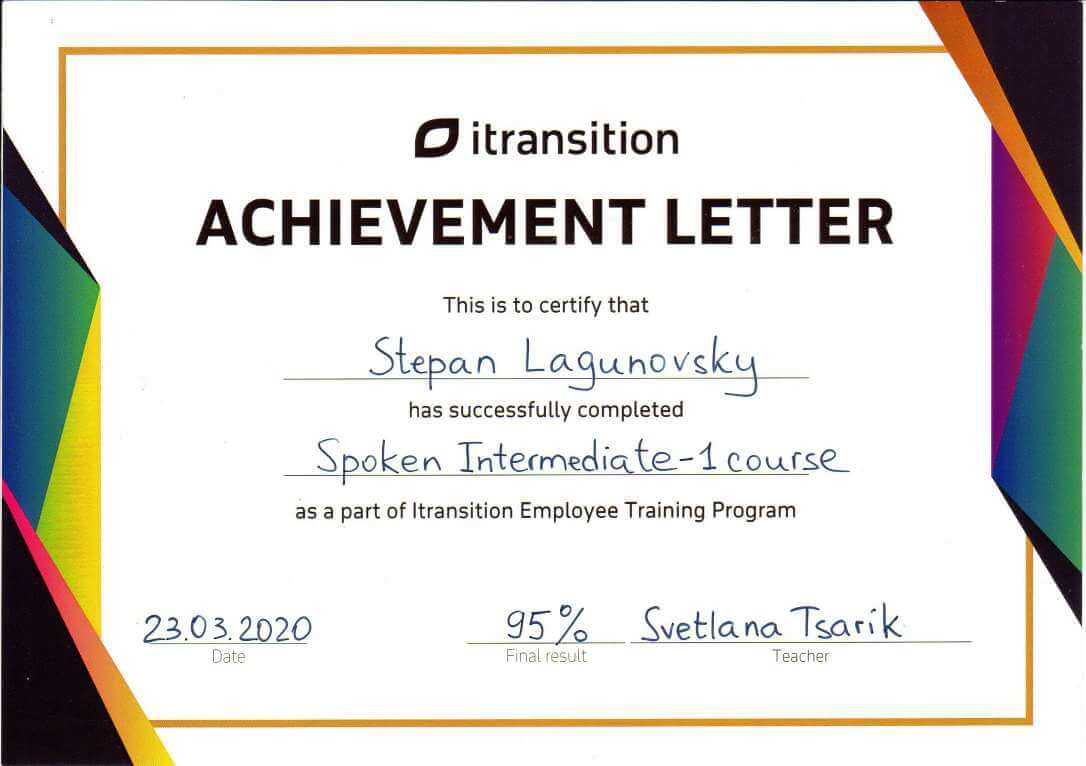 itransition
ACHIEVEMENT LETTER
This is to certify that
Stepan Lagunovsky
has successfully completed
Spoken Intermediate-1 course
as a part of Itransition Employee Training Program
23.03.2020 95% Svetlana Tsarik
Date Final result Teacher